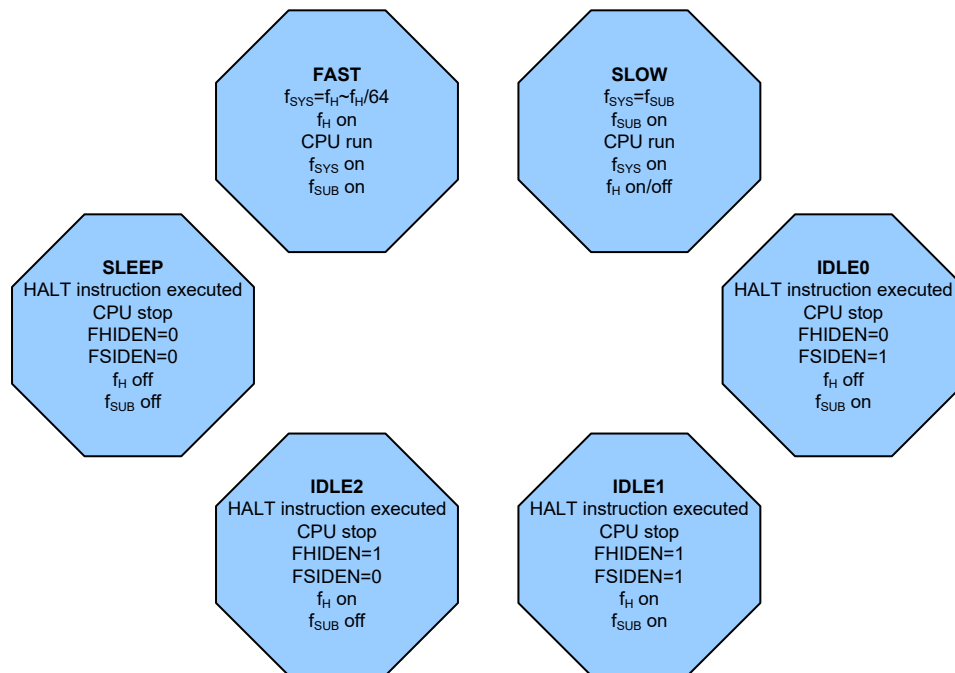 FAST
fSYS=fH~fH/64
fH on
CPU run
fSYS on
fSUB on
SLOW
fSYS=fSUB
fSUB on
CPU run
fSYS on
fH on/off
SLEEP
HALT instruction executed
CPU stop
FHIDEN=0
FSIDEN=0
fH off
fSUB off
IDLE0
HALT instruction executed
CPU stop
FHIDEN=0
FSIDEN=1
fH off
fSUB on
IDLE2
HALT instruction executed
CPU stop
FHIDEN=1
FSIDEN=0
fH on
fSUB off
IDLE1
HALT instruction executed
CPU stop
FHIDEN=1
FSIDEN=1
fH on
fSUB on